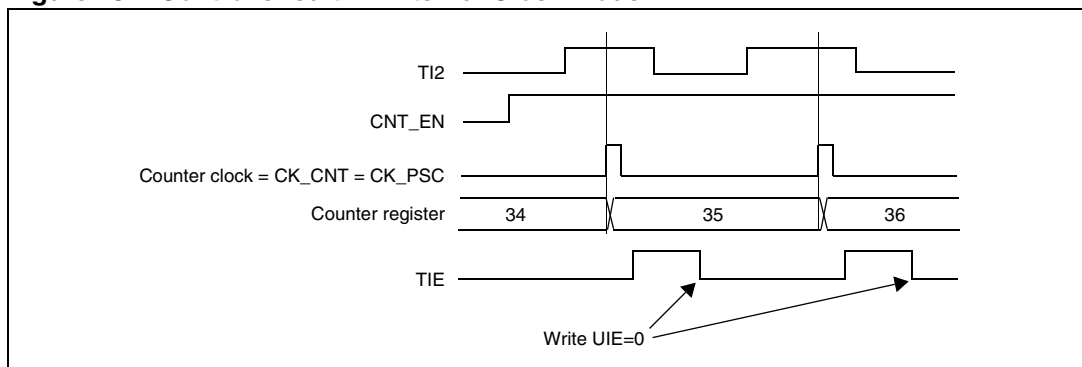 TI2
CNT_EN
Counter clock = CK_CNT = CK_PSC
Counter register 34 35 36
TIE
Write UIE=0